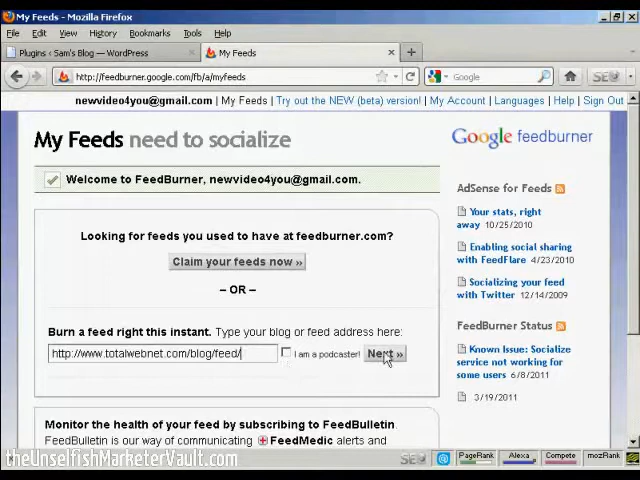 My Feeds - Mozilla Firefox
File Edit View History Bookmarks Tools Help
Plugins ‹ Sam's Blog — WordPress
My Feeds
http://feedburner.google.com/fb/a/myfeeds
Google
newvideo4you@gmail.com | My Feeds | Try out the NEW (beta) version! | My Account | Languages | Help | Sign Out
My Feeds need to socialize
Google feedburner
Welcome to FeedBurner, newvideo4you@gmail.com.
Looking for feeds you used to have at feedburner.com?
Claim your feeds now »
– OR –
Burn a feed right this instant. Type your blog or feed address here:
http://www.totalwebnet.com/blog/feed/
I am a podcaster!
Next »
Monitor the health of your feed by subscribing to FeedBulletin.
FeedBulletin is our way of communicating FeedMedic alerts and
AdSense for Feeds
Your stats, right
away 10/25/2010
Enabling social sharing
with FeedFlare 4/23/2010
Socializing your feed
with Twitter 12/14/2009
FeedBurner Status
Known Issue: Socialize
service not working for
some users 6/8/2011
3/19/2011
theUnselfishMarketerVault.com
PageRank
Alexa
Compete
mozRank